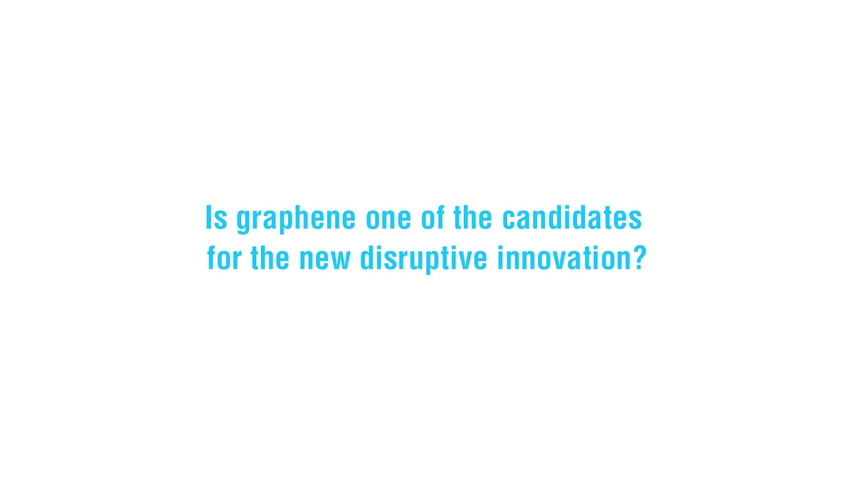 Is graphene one of the candidates
for the new disruptive innovation?